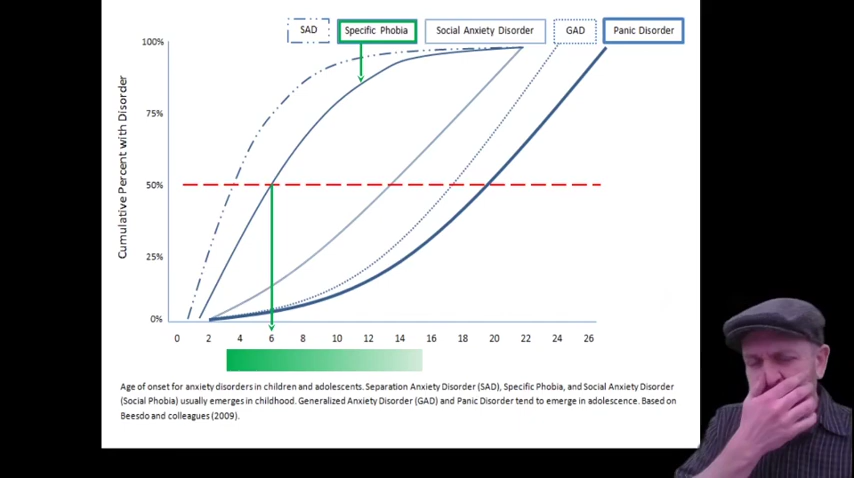 SAD
Specific Phobia
Social Anxiety Disorder
GAD
Panic Disorder
Cumulative Percent with Disorder
100%
75%
50%
25%
0%
0 2 4 6 8 10 12 14 16 18 20 22 24 26
Age of onset for anxiety disorders in children and adolescents. Separation Anxiety Disorder (SAD), Specific Phobia, and Social Anxiety Disorder
(Social Phobia) usually emerges in childhood. Generalized Anxiety Disorder (GAD) and Panic Disorder tend to emerge in adolescence. Based on
Beesdo and colleagues (2009).